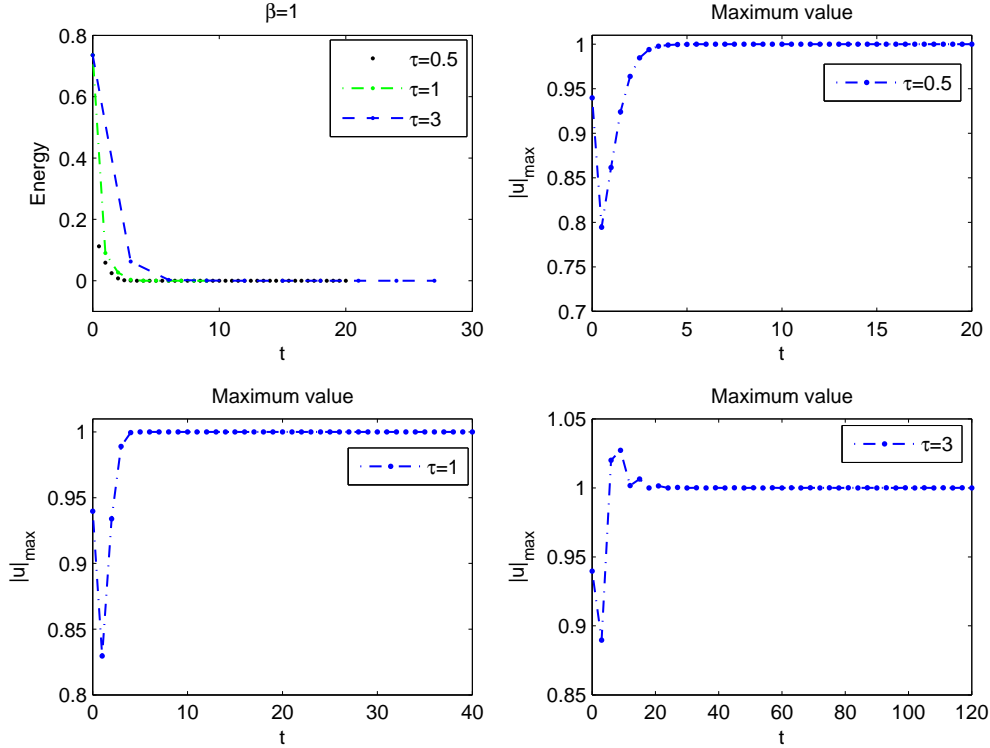 β=1
Energy
0.8
0.6
0.4
0.2
0
0
10
20
30
t
τ=0.5
τ=1
τ=3
Maximum value
|u|max
1
0.95
0.9
0.85
0.8
0.75
0.7
0
5
10
15
20
t
τ=0.5
Maximum value
|u|max
1
0.95
0.9
0.85
0.8
0
10
20
30
40
t
τ=1
Maximum value
|u|max
1.05
1
0.95
0.9
0.85
0
20
40
60
80
100
120
t
τ=3